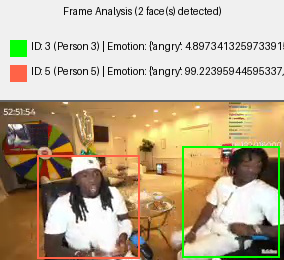 Frame Analysis (2 face(s) detected)
ID: 3 (Person 3) | Emotion: {'angry': 4.897341325973391
ID: 5 (Person 5) | Emotion: {'angry': 99.22395944595337,
52:51:54